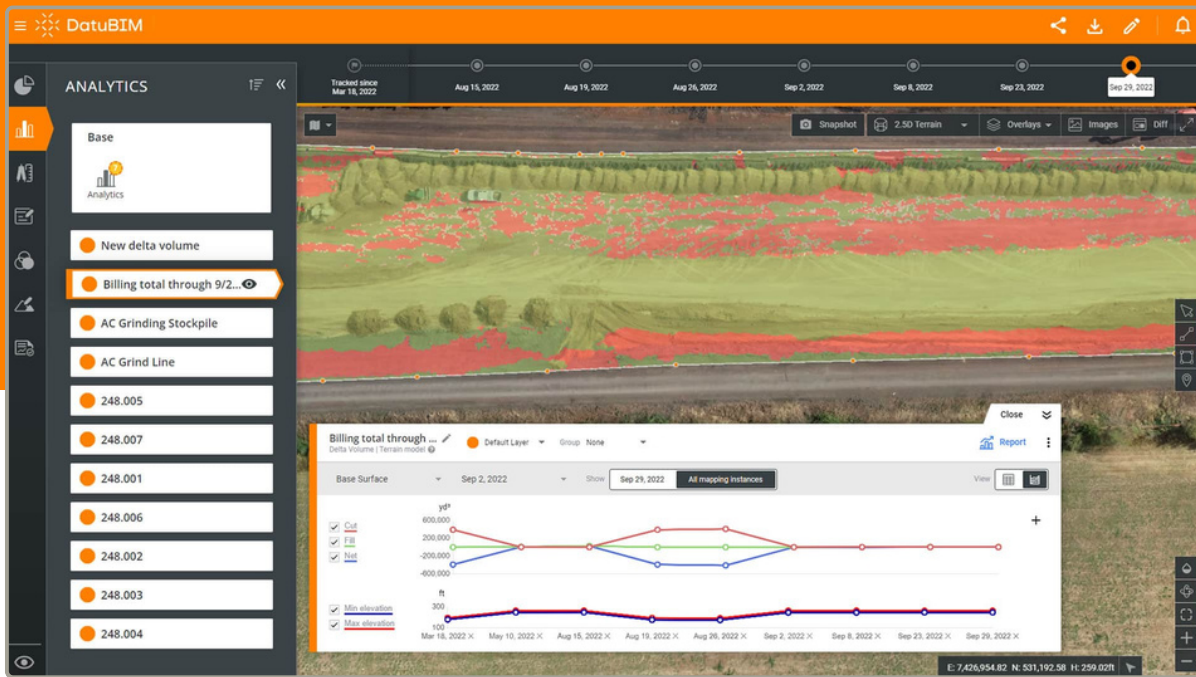 DatuBIM
Tracked since
Mar 18, 2022
Aug 15, 2022
Aug 19, 2022
Aug 26, 2022
Sep 2, 2022
Sep 8, 2022
Sep 23, 2022
Sep 29, 2022
ANALYTICS
Base
Analytics
New delta volume
Billing total through 9/2...
AC Grinding Stockpile
AC Grind Line
248.005
248.007
248.001
248.006
248.002
248.003
248.004
Snapshot
2.5D Terrain
Overlays
Images
Diff
Close
Billing total through ...
Delta Volume | Terrain model
Default Layer
Group None
Report
Base Surface
Sep 2, 2022
Show
Sep 29, 2022
All mapping instances
View
Cut
Fill
Net
yd³
600,000
200,000
-200,000
-600,000
Min elevation
Max elevation
ft
300
100
Mar 18, 2022 ×
May 10, 2022 ×
Aug 15, 2022 ×
Aug 19, 2022 ×
Aug 26, 2022 ×
Sep 2, 2022 ×
Sep 8, 2022 ×
Sep 23, 2022 ×
Sep 29, 2022 ×
E: 7,426,954.82 N: 531,192.58 H: 259.02ft